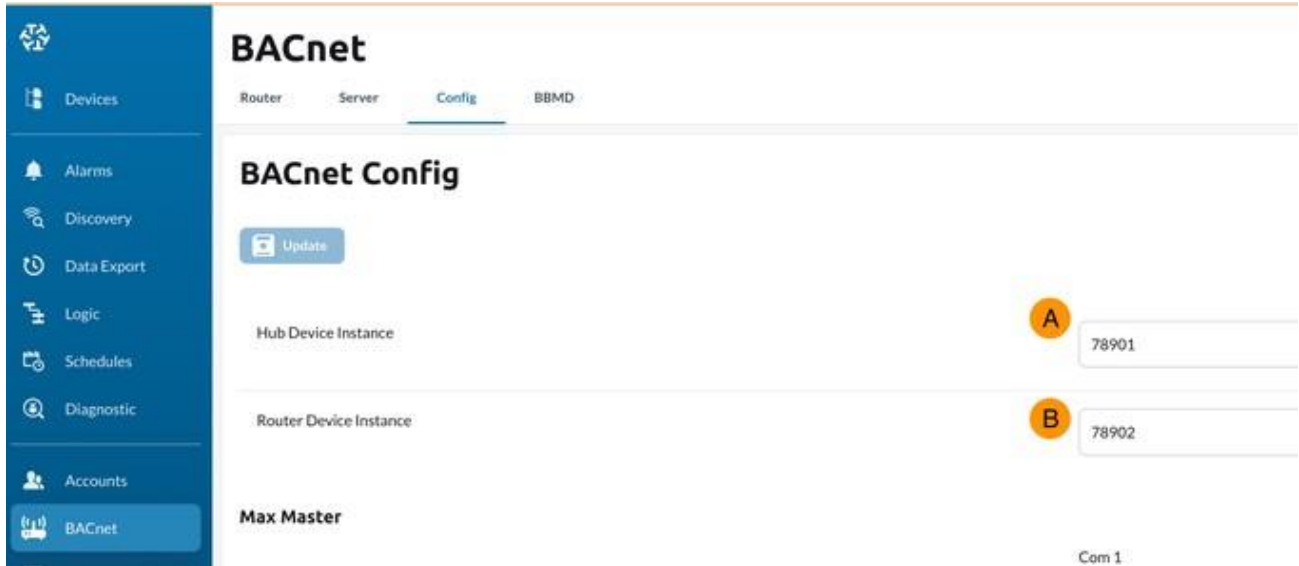 BACnet
Devices
Router Server Config BBMD
Alarms
BACnet Config
Discovery
Update
Data Export
Logic
Hub Device Instance
A
78901
Schedules
Diagnostic
Router Device Instance
B
78902
Accounts
Max Master
BACnet
Com 1